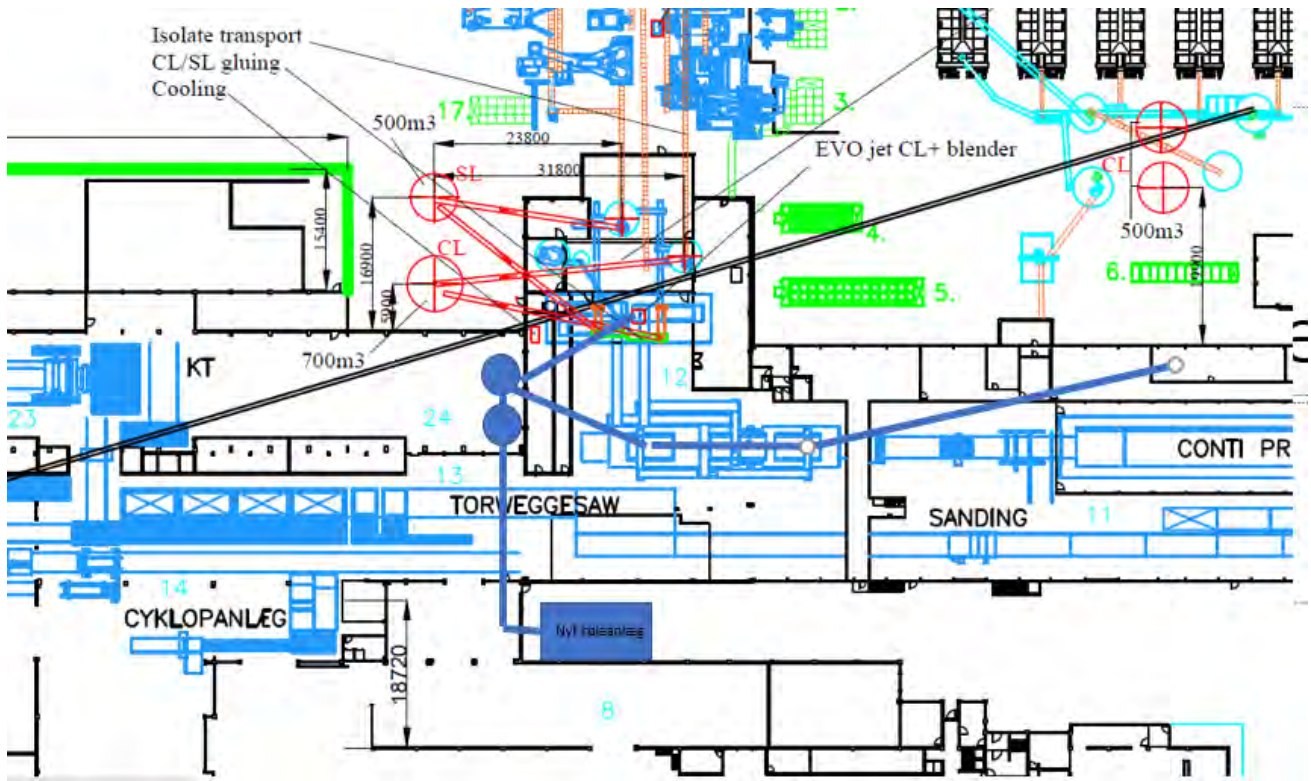 Isolate transport
CL/SL gluing
Cooling
17.
3.
500m3
23800
SL
31800
EVO jet CL+ blender
CL
15400
16900
CL
5900
500m3
4.
6.
5.
700m3
KT
12
23
24
13
CONTI PR
TORWEGGESAW
SANDING
11
14
CYKLOPANLÆG
18720
8